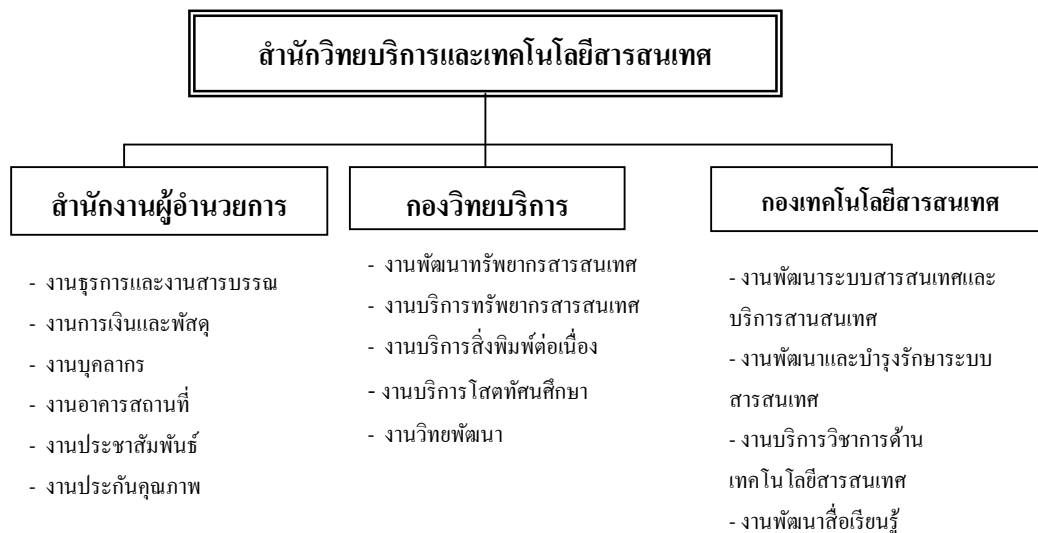 สำนักวิทยบริการและเทคโนโลยีสารสนเทศ
สำนักงานผู้อำนวยการ
- งานธุรการและงานสารบรรณ
- งานการเงินและพัสดุ
- งานบุคลากร
- งานอาคารสถานที่
- งานประชาสัมพันธ์
- งานประกันคุณภาพ
กองวิทยบริการ
- งานพัฒนาทรัพยากรสารสนเทศ
- งานบริการทรัพยากรสารสนเทศ
- งานบริการสิ่งพิมพ์ต่อเนื่อง
- งานบริการโสตทัศนศึกษา
- งานวิทยพัฒนา
กองเทคโนโลยีสารสนเทศ
- งานพัฒนาระบบสารสนเทศและ
บริการสานสนเทศ
- งานพัฒนาและบำรุงรักษาระบบ
สารสนเทศ
- งานบริการวิชาการด้าน
เทคโนโลยีสารสนเทศ
- งานพัฒนาสื่อเรียนรู้